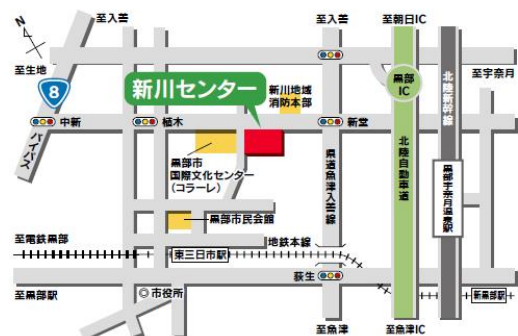 N
至入善
至入善
至朝日IC
至生地
8
新川センター
新川地域
消防本部
黒部
IC
北陸新幹線
至宇奈月
中新
植木
新堂
バイパス
黒部市
国際文化センター
(コラーレ)
県道魚津入善線
北陸自動車道
黒部宇奈月温泉駅
黒部市民会館
至電鉄黒部
地鉄本線
東三日市駅
荻生
至黒部駅
◎市役所
新黒部駅
至魚津
至魚津IC